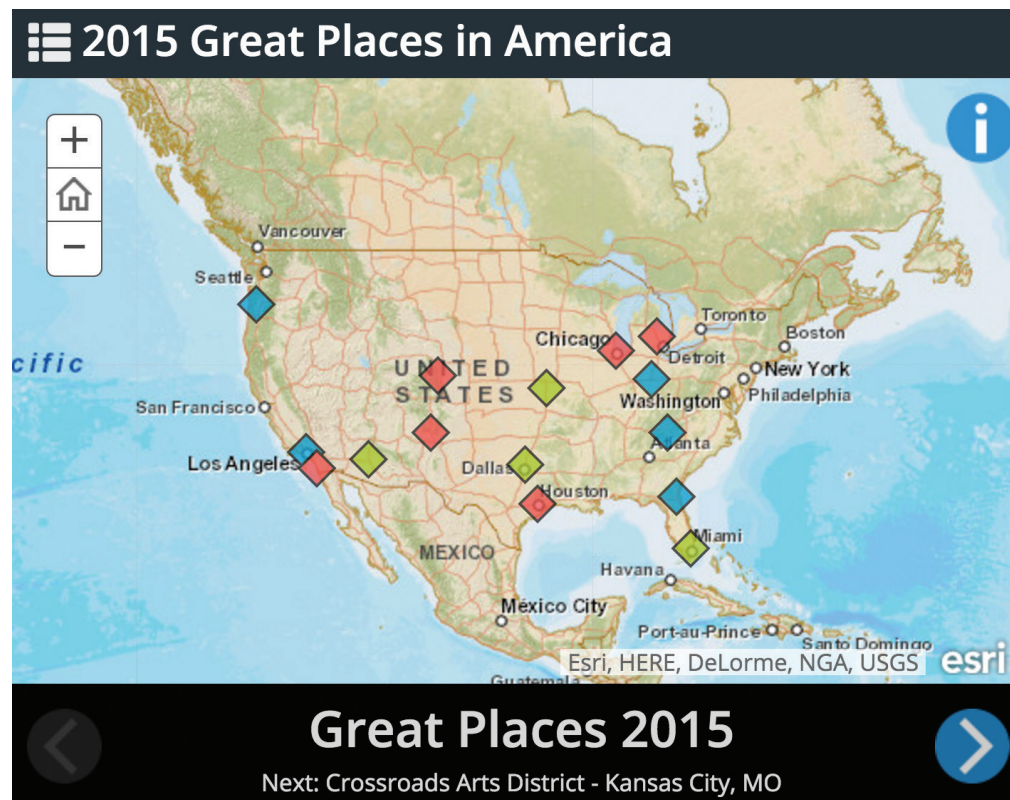 2015 Great Places in America
+
i
Vancouver
Seattle
Toronto
Boston
Chicago
Detroit
cific
UNITED
STATES
New York
Philadelphia
Washington
San Francisco
Atlanta
Los Angeles
Dallas
Houston
Miami
MEXICO
Havana
México City
Port-au-Prince
Santo Domingo
Esri, HERE, DeLorme, NGA, USGS
esri
Guatemala
Great Places 2015
Next: Crossroads Arts District - Kansas City, MO